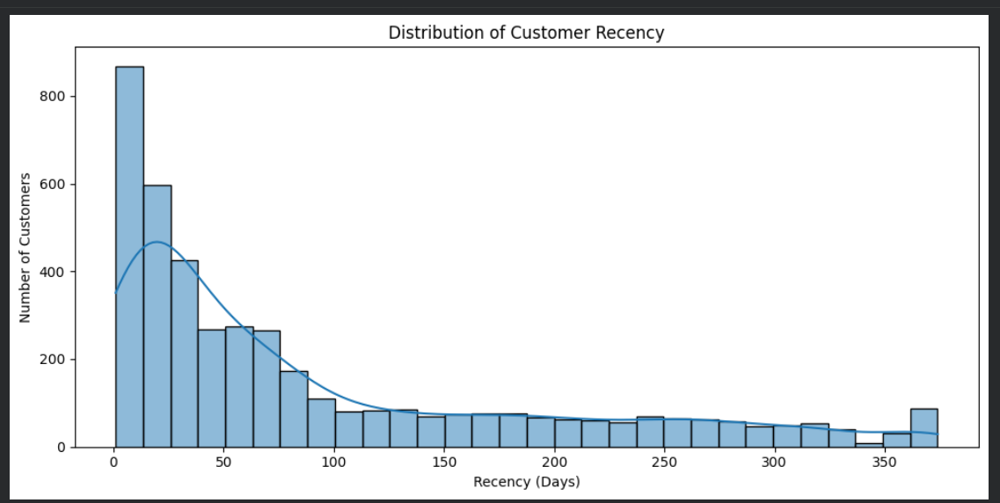 Distribution of Customer Recency
Number of Customers
800
600
400
200
0
0 50 100 150 200 250 300 350
Recency (Days)